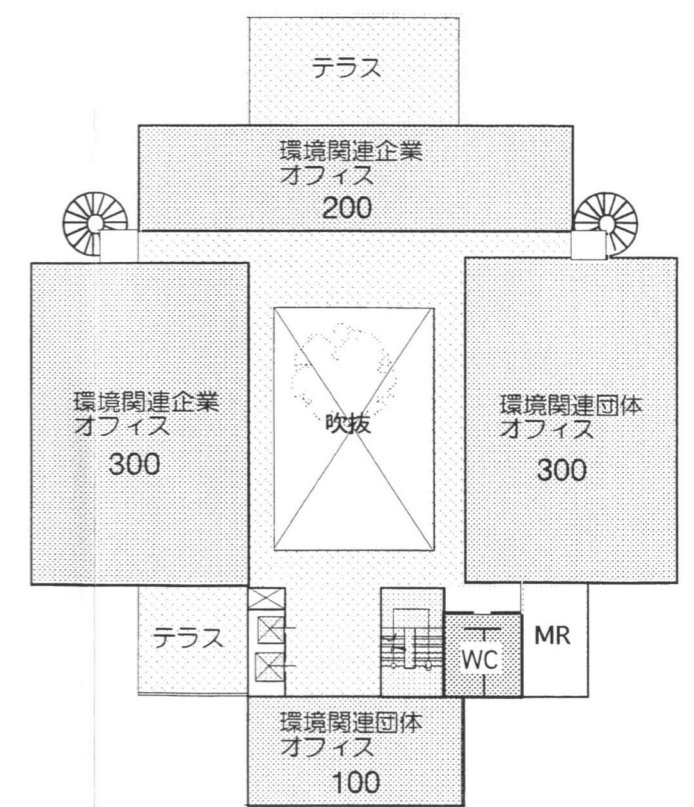 テラス
環境関連企業
オフィス
200
環境関連企業
オフィス
300
吹抜
環境関連団体
オフィス
300
テラス
WC
MR
環境関連団体
オフィス
100